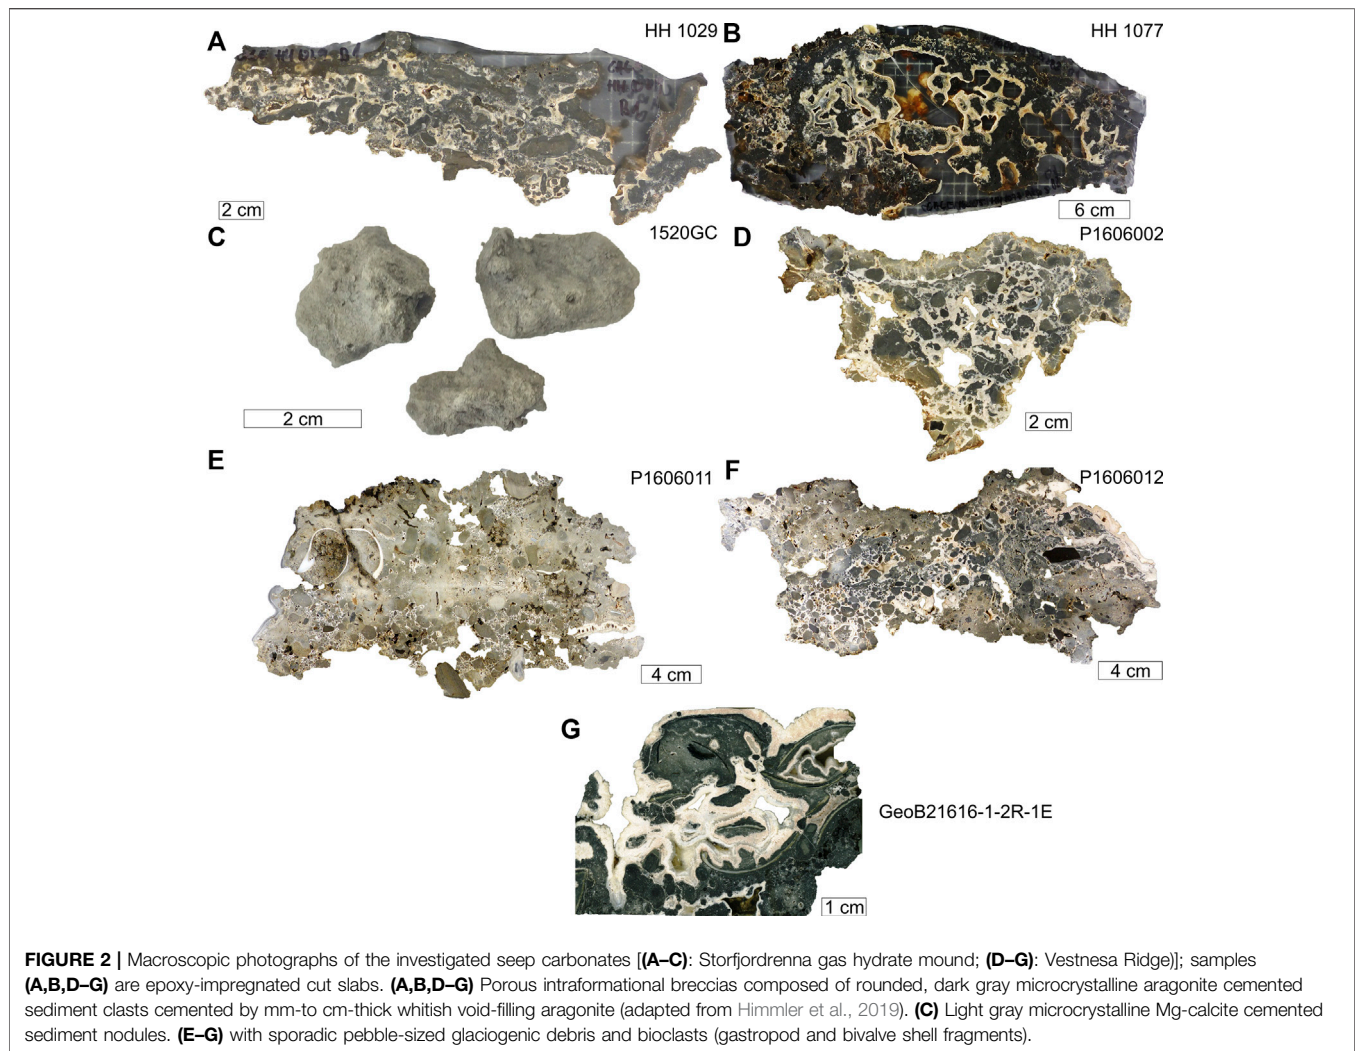 A
HH 1029
B
HH 1077
2 cm
6 cm
C
1520GC
D
P1606002
2 cm
2 cm
E
P1606011
F
P1606012
4 cm
4 cm
G
GeoB21616-1-2R-1E
1 cm
FIGURE 2 | Macroscopic photographs of the investigated seep carbonates [(A–C): Storfjordrenna gas hydrate mound; (D–G): Vestnesa Ridge)]; samples
(A,B,D–G) are epoxy-impregnated cut slabs. (A,B,D–G) Porous intraformational breccias composed of rounded, dark gray microcrystalline aragonite cemented
sediment clasts cemented by mm-to cm-thick whitish void-filling aragonite (adapted from Himmler et al., 2019). (C) Light gray microcrystalline Mg-calcite cemented
sediment nodules. (E–G) with sporadic pebble-sized glaciogenic debris and bioclasts (gastropod and bivalve shell fragments).